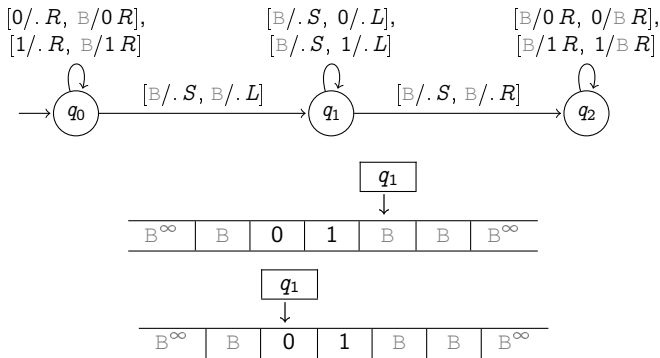 [0/. R, B/0 R], [B/. S, 0/. L], [B/0 R, 0/B R],
[1/. R, B/1 R] [B/. S, 1/. L] [B/1 R, 1/B R]
[B/. S, B/. L] [B/. S, B/. R]
q0 q1 q2
q1
B∞ B 0 1 B B B∞
q1
B∞ B 0 1 B B B∞